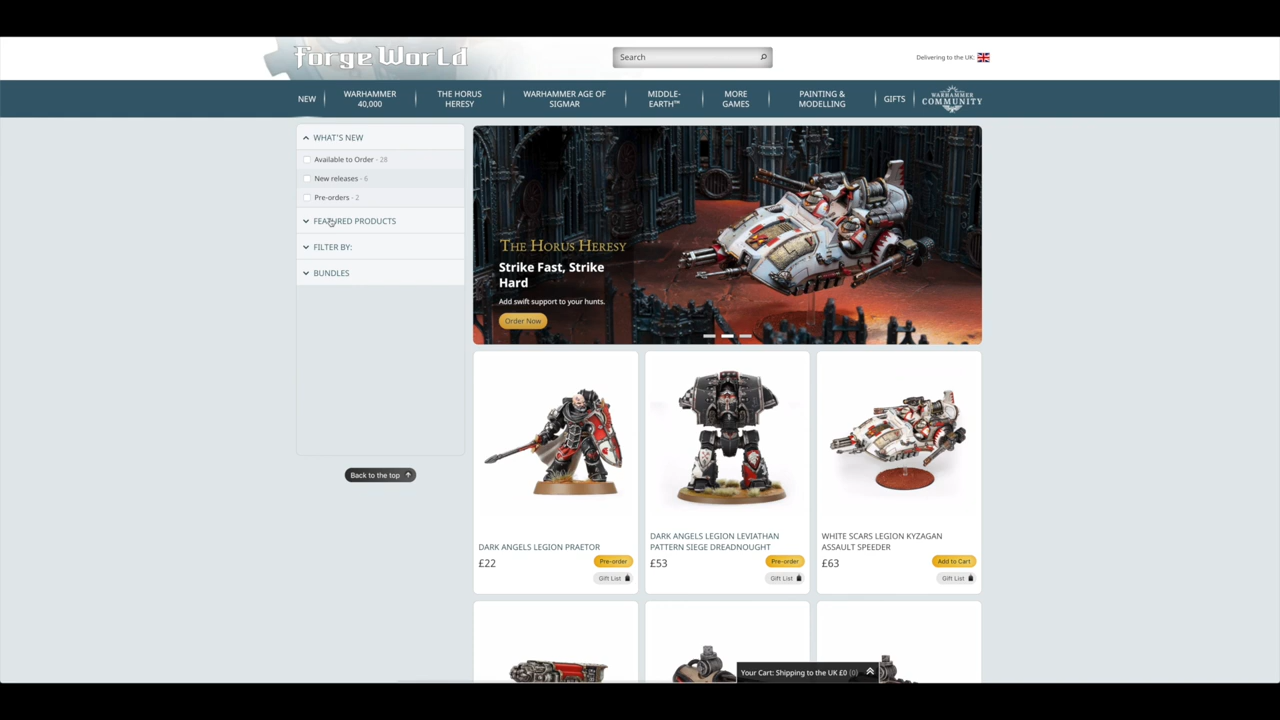 Forge World
Search
Delivering to the UK:
NEW
WARHAMMER
40,000
THE HORUS
HERESY
WARHAMMER AGE OF
SIGMAR
MIDDLE-
EARTH™
MORE
GAMES
PAINTING &
MODELLING
GIFTS
WARHAMMER
COMMUNITY
WHAT'S NEW
Available to Order - 28
New releases - 6
Pre-orders - 2
FEATURED PRODUCTS
FILTER BY:
BUNDLES
Back to the top
THE HORUS HERESY
Strike Fast, Strike
Hard
Add swift support to your hunts.
Order Now
DARK ANGELS LEGION PRAETOR
£22
Pre-order
Gift List
DARK ANGELS LEGION LEVIATHAN
PATTERN SIEGE DREADNOUGHT
£53
Pre-order
Gift List
WHITE SCARS LEGION KYZAGAN
ASSAULT SPEEDER
£63
Add to Cart
Gift List
Your Cart: Shipping to the UK £0 (0)